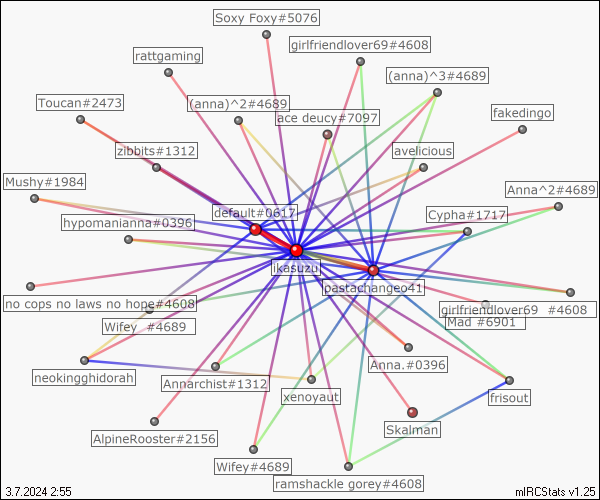 Soxy Foxy#5076
girlfriendlover69#4608
rattgaming
(anna)^3#4689
Toucan#2473
(anna)^2#4689
ace deucy#7097
fakedingo
zibbits#1312
avelicious
Mushy#1984
Anna^2#4689
default#0617
Cypha#1717
hypomanianna#0396
ikasuzu
pastachangeo41
no cops no laws no hope#4608
girlfriendlover69 #4608
Wifey #4689
Mad #6901
Anna.#0396
neokingghidorah
Annarchist#1312
xenoyaut
frisout
Skalman
AlpineRooster#2156
Wifey#4689
ramshackle gorey#4608
3.7.2024 2:55
mIRCStats v1.25